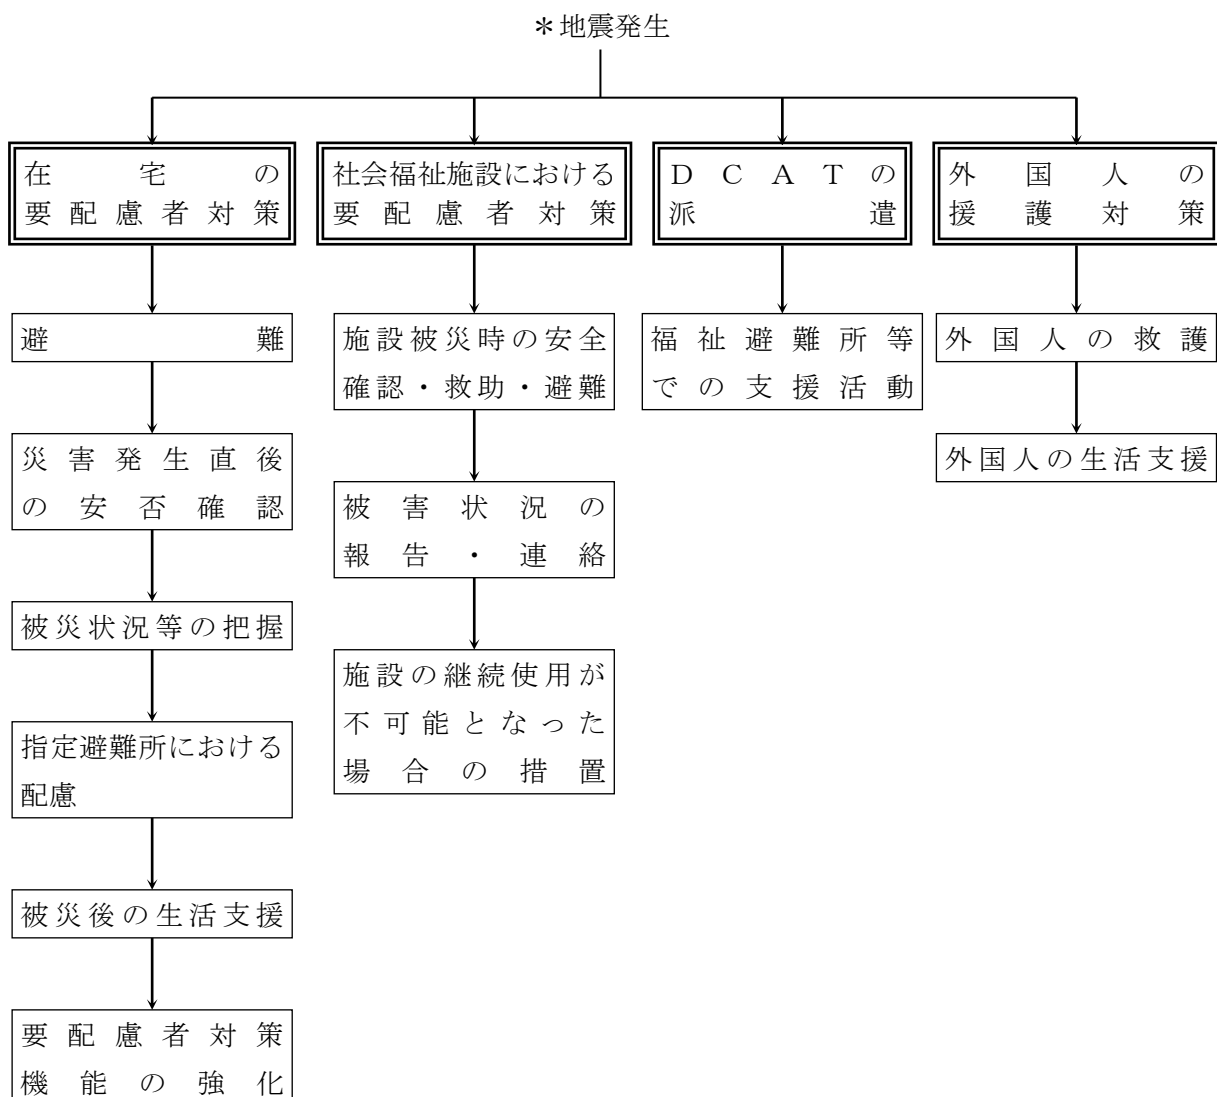 ＊地震発生
在宅の
要配慮者対策
社会福祉施設における
要配慮者対策
ＤＣＡＴの
派遣
外国人の
援護対策
避難
災害発生直後
の安否確認
被災状況等の把握
指定避難所における
配慮
被災後の生活支援
要配慮者対策
機能の強化
施設被災時の安全
確認・救助・避難
被害状況の
報告・連絡
施設の継続使用が
不可能となった
場合の措置
福祉避難所等
での支援活動
外国人の救護
外国人の生活支援